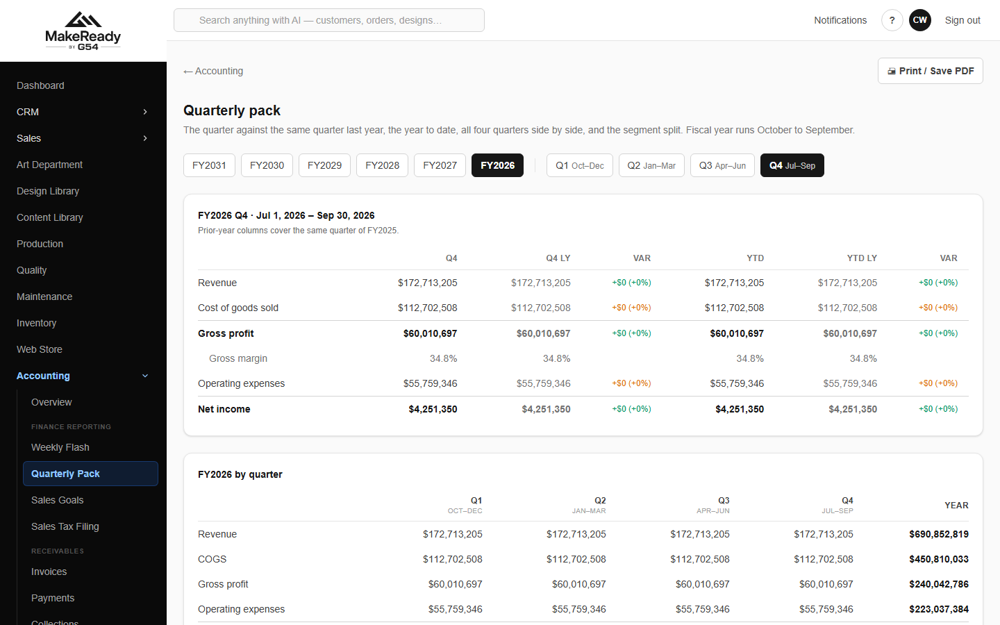 MakeReady
BY G54
Search anything with AI — customers, orders, designs...
Notifications
?
CW
Sign out
Dashboard
CRM
Sales
Art Department
Design Library
Content Library
Production
Quality
Maintenance
Inventory
Web Store
Accounting
Overview
FINANCE REPORTING
Weekly Flash
Quarterly Pack
Sales Goals
Sales Tax Filing
RECEIVABLES
Invoices
Payments
Collections
← Accounting
Print / Save PDF
Quarterly pack
The quarter against the same quarter last year, the year to date, all four quarters side by side, and the segment split. Fiscal year runs October to September.
FY2031 FY2030 FY2029 FY2028 FY2027 FY2026 Q1 Oct–Dec Q2 Jan–Mar Q3 Apr–Jun Q4 Jul–Sep
FY2026 Q4 · Jul 1, 2026 – Sep 30, 2026
Prior-year columns cover the same quarter of FY2025.
Q4 Q4 LY VAR YTD YTD LY VAR
Revenue $172,713,205 $172,713,205 +$0 (+0%) $172,713,205 $172,713,205 +$0 (+0%)
Cost of goods sold $112,702,508 $112,702,508 +$0 (+0%) $112,702,508 $112,702,508 +$0 (+0%)
Gross profit $60,010,697 $60,010,697 +$0 (+0%) $60,010,697 $60,010,697 +$0 (+0%)
Gross margin 34.8% 34.8% 34.8% 34.8%
Operating expenses $55,759,346 $55,759,346 +$0 (+0%) $55,759,346 $55,759,346 +$0 (+0%)
Net income $4,251,350 $4,251,350 +$0 (+0%) $4,251,350 $4,251,350 +$0 (+0%)
FY2026 by quarter
Q1 Q2 Q3 Q4 YEAR
OCT–DEC JAN–MAR APR–JUN JUL–SEP
Revenue $172,713,205 $172,713,205 $172,713,205 $172,713,205 $690,852,819
COGS $112,702,508 $112,702,508 $112,702,508 $112,702,508 $450,810,033
Gross profit $60,010,697 $60,010,697 $60,010,697 $60,010,697 $240,042,786
Operating expenses $55,759,346 $55,759,346 $55,759,346 $55,759,346 $223,037,384